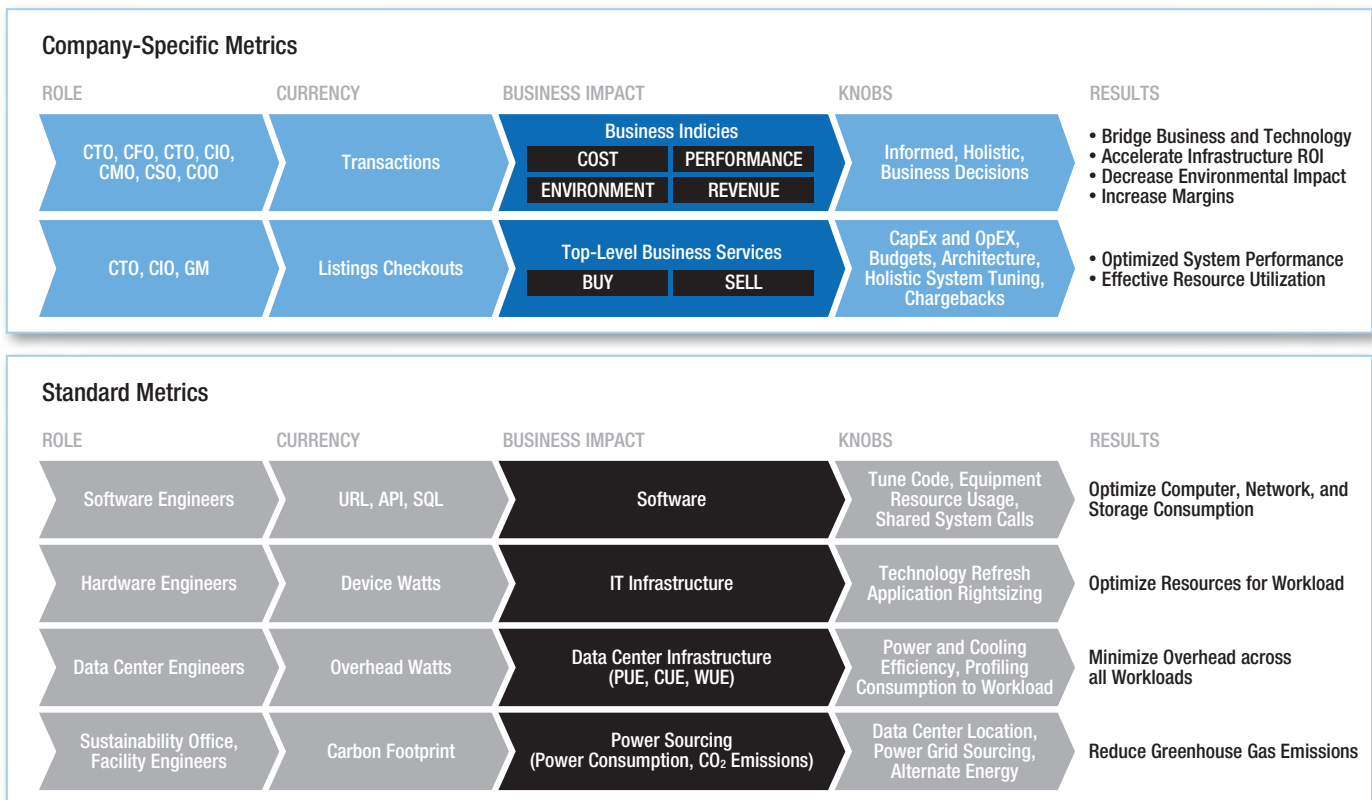 Company-Specific Metrics
ROLE
CURRENCY
BUSINESS IMPACT
KNOBS
RESULTS
CTO, CFO, CTO, CIO,
CMO, CSO, COO
Transactions
Business Indicies
COST
PERFORMANCE
ENVIRONMENT
REVENUE
Informed, Holistic,
Business Decisions
• Bridge Business and Technology
• Accelerate Infrastructure ROI
• Decrease Environmental Impact
• Increase Margins
CTO, CIO, GM
Listings Checkouts
Top-Level Business Services
BUY
SELL
CapEx and OpEX,
Budgets, Architecture,
Holistic System Tuning,
Chargebacks
• Optimized System Performance
• Effective Resource Utilization
Standard Metrics
ROLE
CURRENCY
BUSINESS IMPACT
KNOBS
RESULTS
Software Engineers
URL, API, SQL
Software
Tune Code, Equipment
Resource Usage,
Shared System Calls
Optimize Computer, Network, and
Storage Consumption
Hardware Engineers
Device Watts
IT Infrastructure
Technology Refresh
Application Rightsizing
Optimize Resources for Workload
Data Center Engineers
Overhead Watts
Data Center Infrastructure
(PUE, CUE, WUE)
Power and Cooling
Efficiency, Profiling
Consumption to Workload
Minimize Overhead across
all Workloads
Sustainability Office,
Facility Engineers
Carbon Footprint
Power Sourcing
(Power Consumption, CO₂ Emissions)
Data Center Location,
Power Grid Sourcing,
Alternate Energy
Reduce Greenhouse Gas Emissions